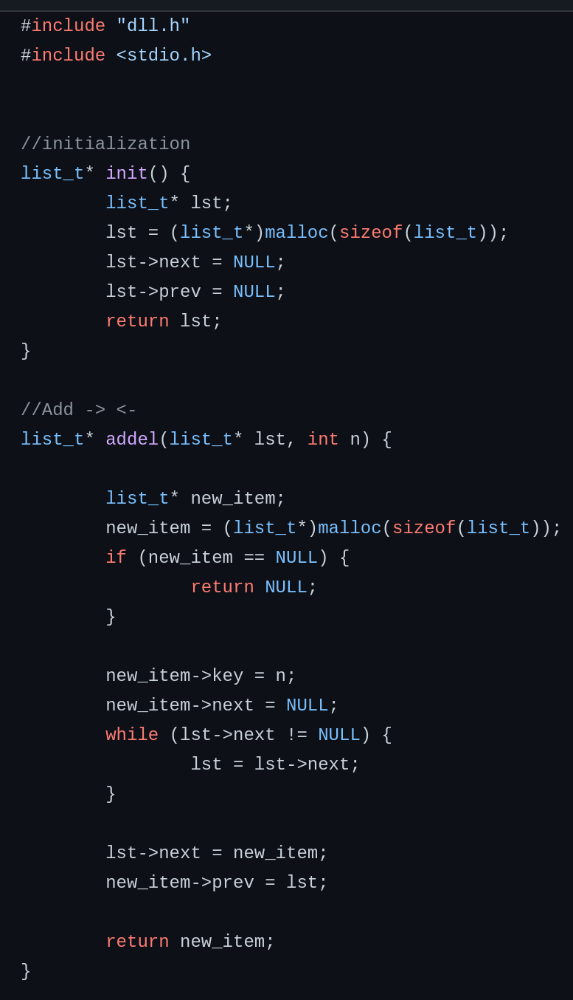 #include "dll.h"
#include <stdio.h>
//initialization
list_t* init() {
        list_t* lst;
        lst = (list_t*)malloc(sizeof(list_t));
        lst->next = NULL;
        lst->prev = NULL;
        return lst;
}
//Add -> <-
list_t* addel(list_t* lst, int n) {
        list_t* new_item;
        new_item = (list_t*)malloc(sizeof(list_t));
        if (new_item == NULL) {
                return NULL;
        }
        new_item->key = n;
        new_item->next = NULL;
        while (lst->next != NULL) {
                lst = lst->next;
        }
        lst->next = new_item;
        new_item->prev = lst;
        return new_item;
}